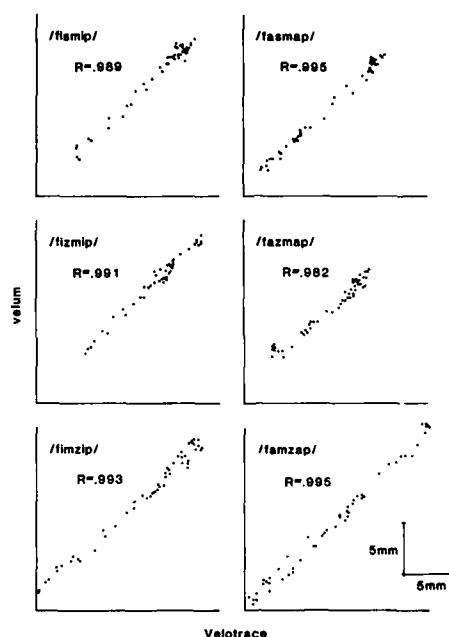 /fismip/
R=.989
/fasmap/
R=.995
/fizmip/
R=.991
/fazmap/
R=.982
velum
/fimzip/
R=.993
/famzap/
R=.995
5mm
5mm
Velotrace